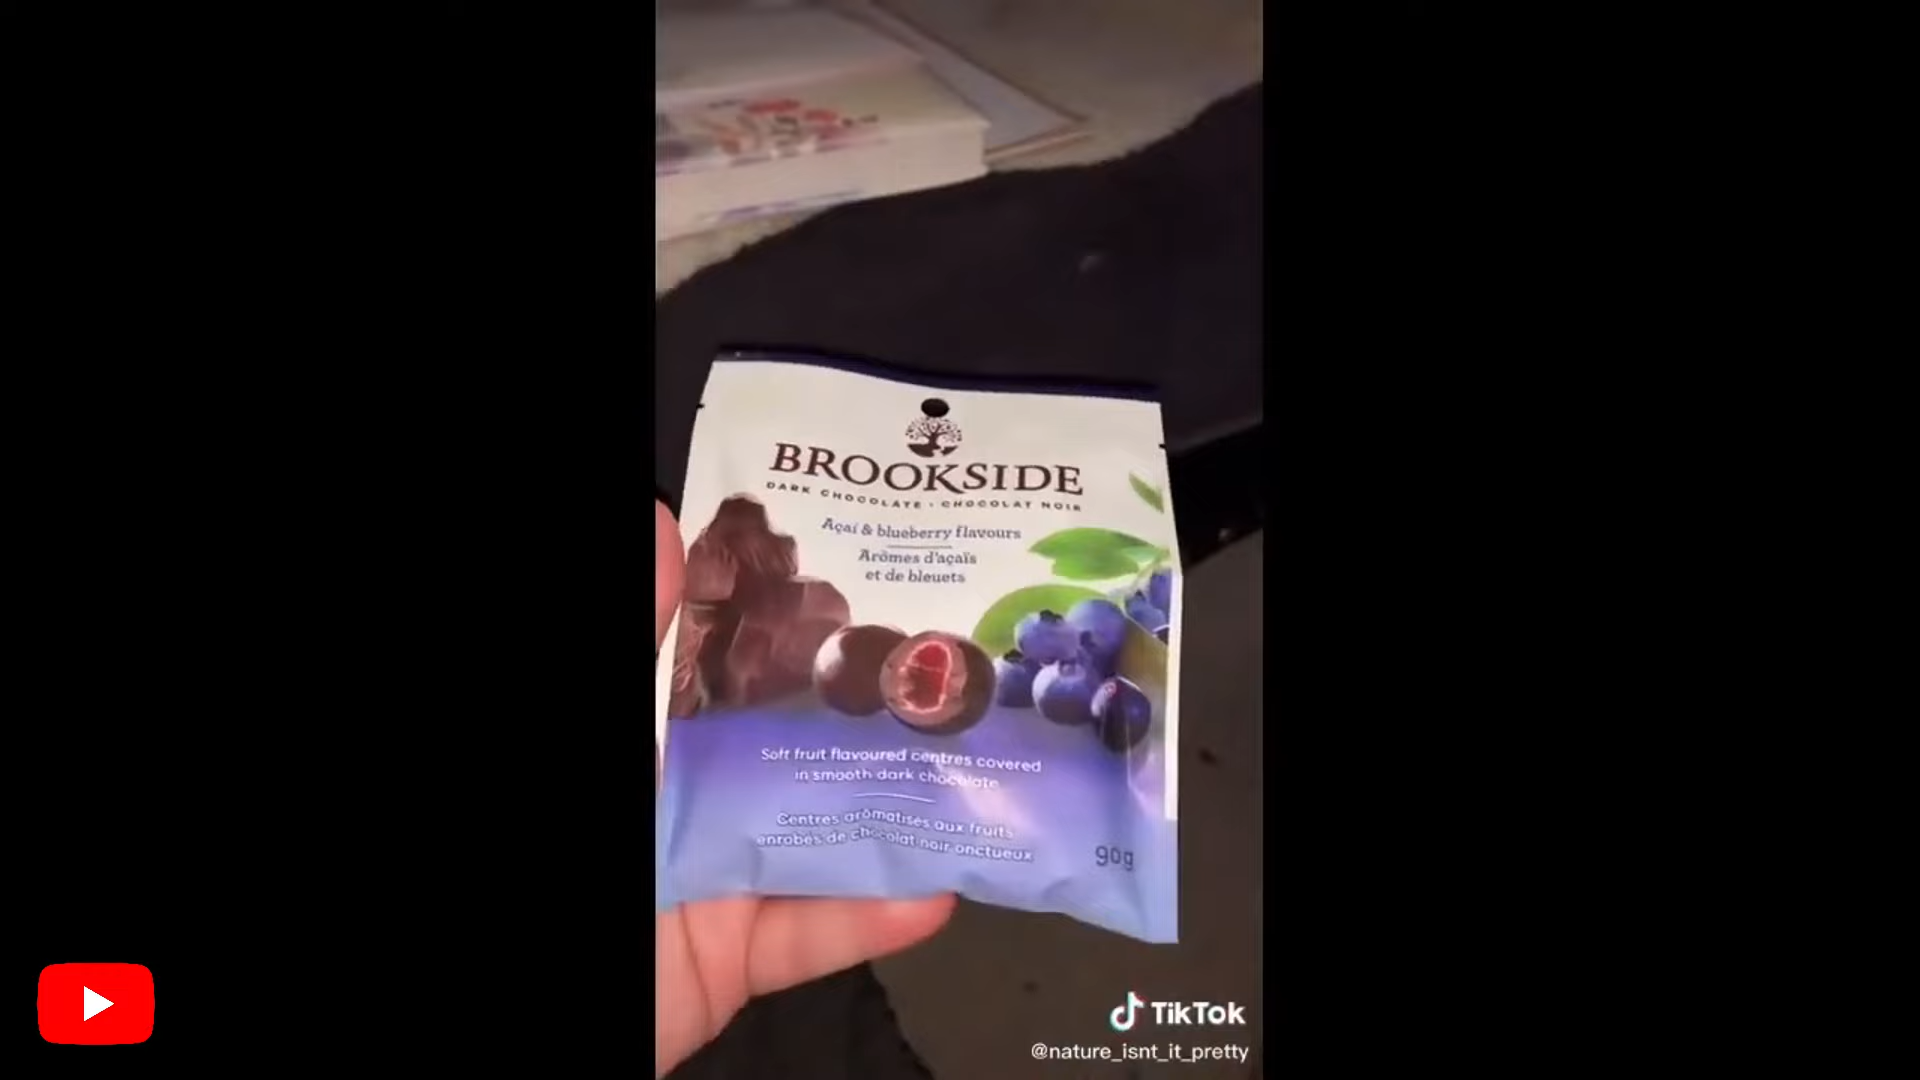 BROOKSIDE
DARK CHOCOLATE · CHOCOLAT NOIR
Açaí & blueberry flavours
Arômes d'açaïs
et de bleuets
Soft fruit flavoured centres covered
in smooth dark chocolate
Centres aromatisés aux fruits
enrobés de chocolat noir onctueux
90g
TikTok
@nature_isnt_it_pretty